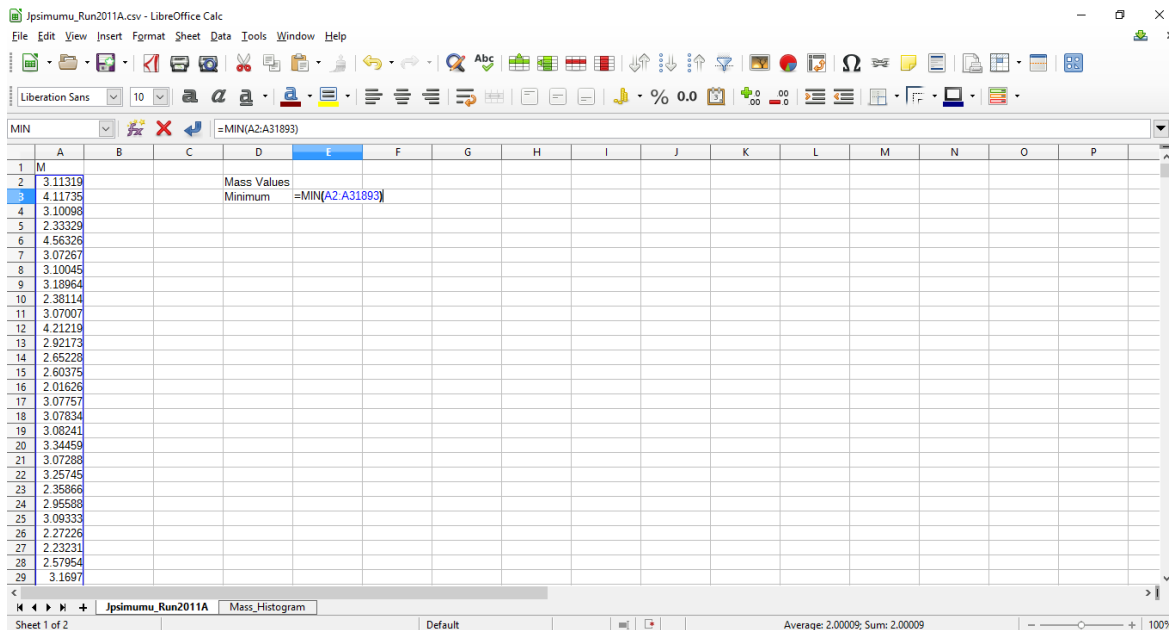 Jpsimumu_Run2011A.csv - LibreOffice Calc
File Edit View Insert Format Sheet Data Tools Window Help
Abc
Liberation Sans 10 a a a a % 0.0
MIN =MIN(A2:A31893)
A B C D E F G H I J K L M N O P
1 M
2 3.11319 Mass Values
3 4.11735 Minimum =MIN(A2:A31893)
4 3.10098
5 2.33329
6 4.56326
7 3.07267
8 3.10045
9 3.18964
10 2.38114
11 3.07007
12 4.21219
13 2.92173
14 2.65228
15 2.60375
16 2.01626
17 3.07757
18 3.07834
19 3.08241
20 3.34459
21 3.07288
22 3.25745
23 2.35866
24 2.95588
25 3.09333
26 2.27226
27 2.23231
28 2.57954
29 3.1697
Jpsimumu_Run2011A Mass_Histogram
Sheet 1 of 2 Default Average: 2.00009; Sum: 2.00009 100%